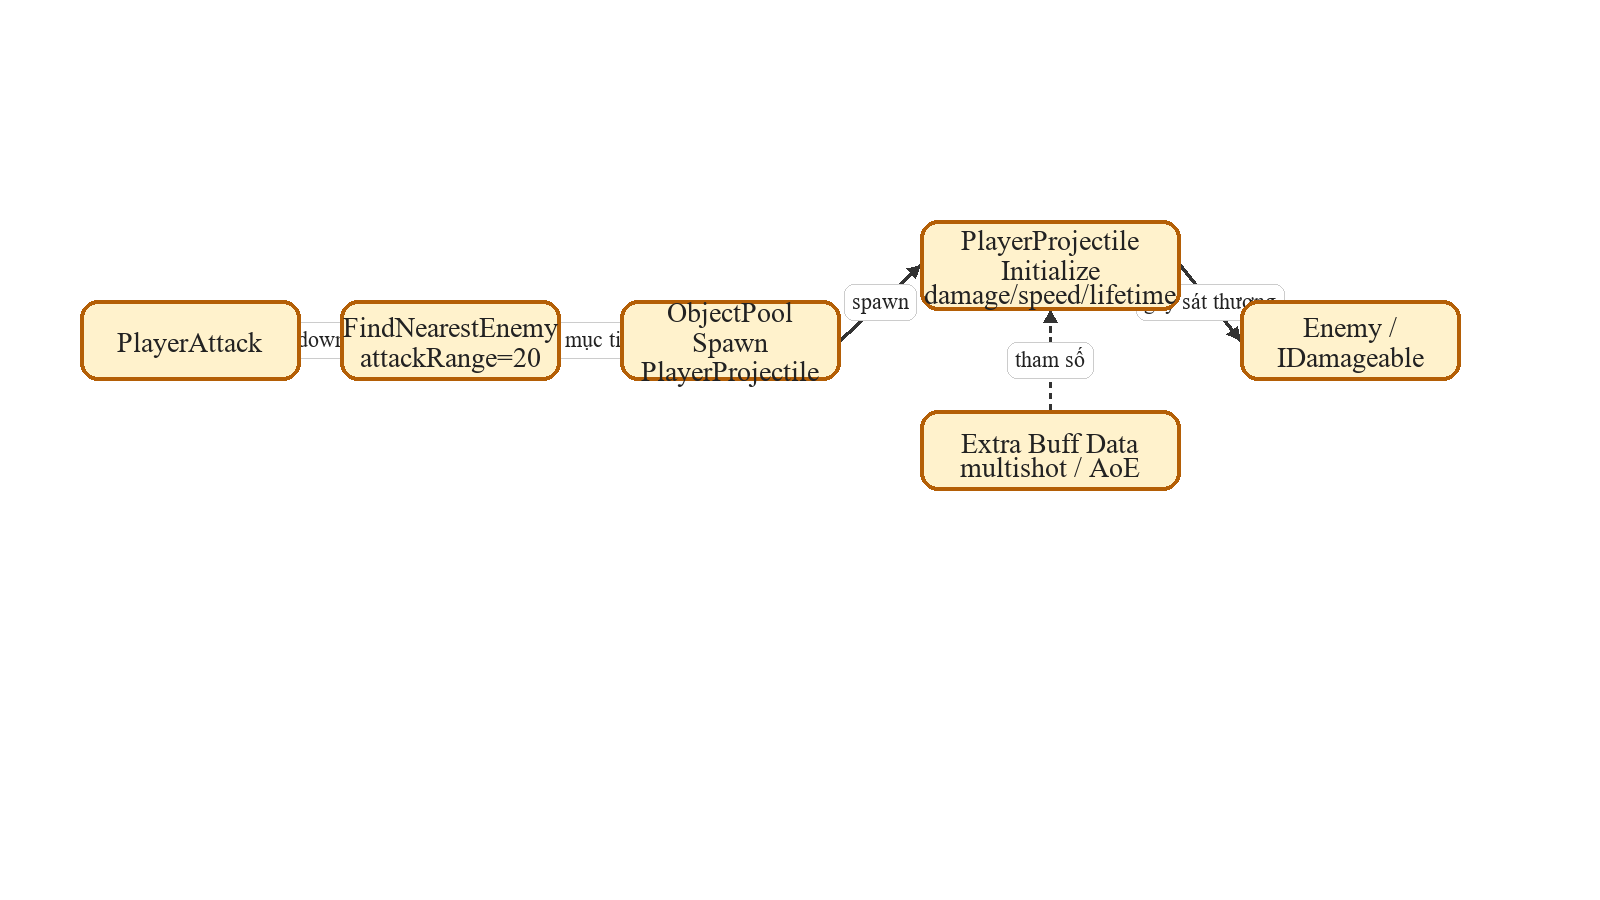 PlayerAttack
FindNearestEnemy
attackRange=20
mục
ObjectPool
Spawn
PlayerProjectile
spawn
PlayerProjectile
Initialize
damage/speed/lifetime
sát thương
Enemy /
IDamageable
tham số
Extra Buff Data
multishot / AoE